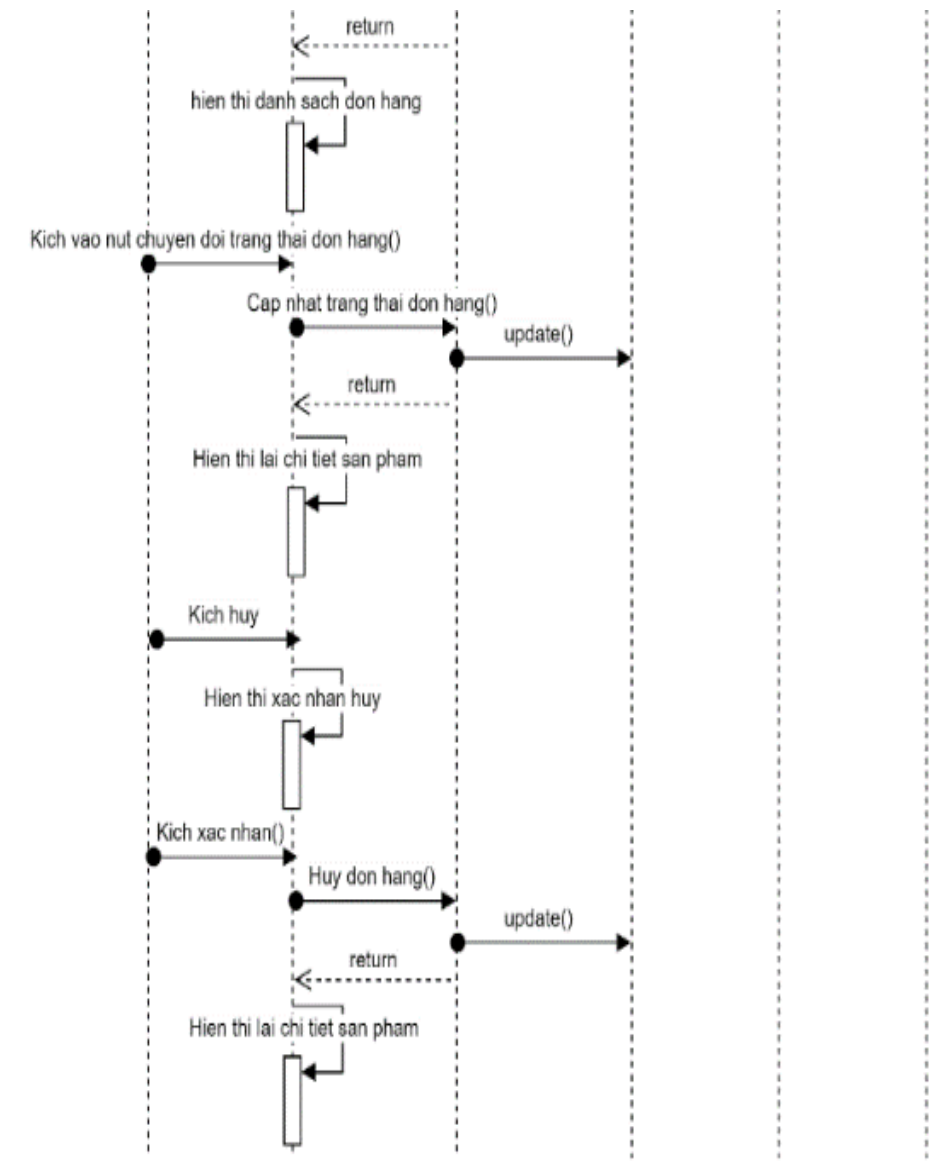 return
hien thi danh sach don hang
Kich vao nut chuyen doi trang thai don hang()
Cap nhat trang thai don hang()
update()
return
Hien thi lai chi tiet san pham
Kich huy
Hien thi xac nhan huy
Kich xac nhan()
Huy don hang()
update()
return
Hien thi lai chi tiet san pham